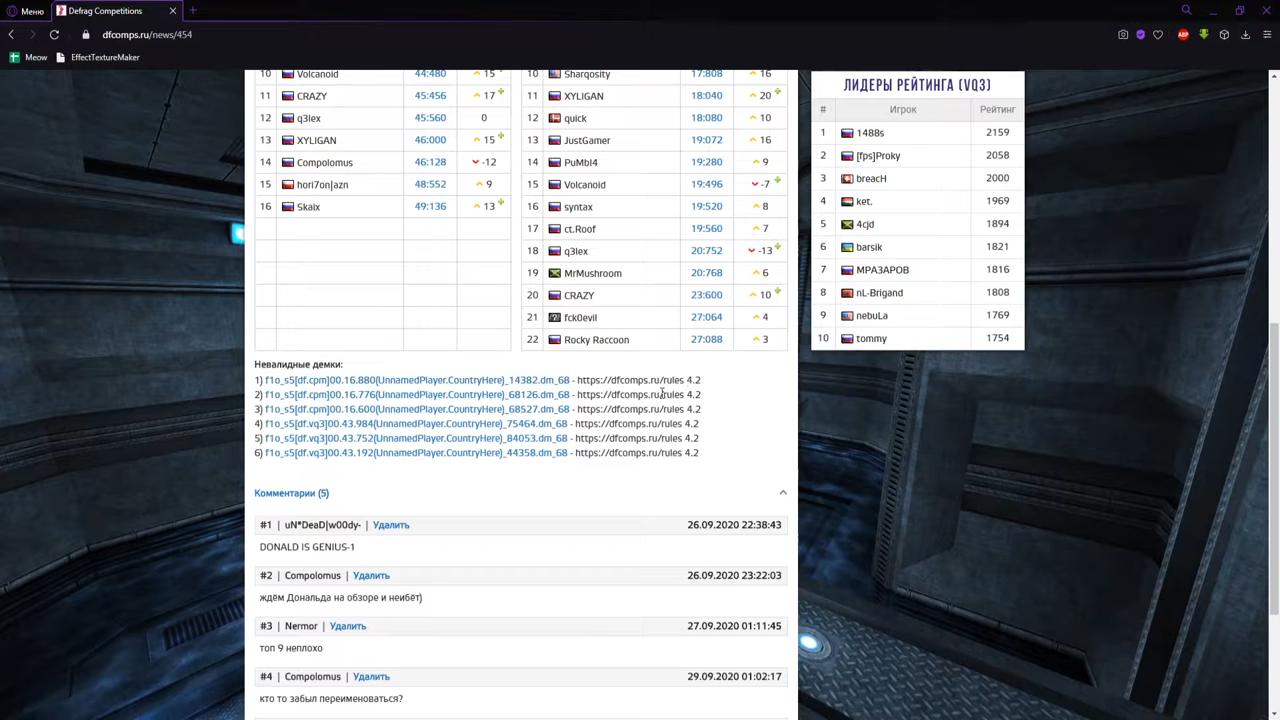 Меню
Defrag Competitions
dfcomps.ru/news/454
Meow
EffectTextureMaker
10 Volcanoid 44:480 15
11 CRAZY 45:456 17
12 q3lex 45:560 0
13 XYLIGAN 46:000 15
14 Compolomus 46:128 -12
15 hori7on|azn 48:552 9
16 Skaix 49:136 13
10 Sharqosity 17:808 16
11 XYLIGAN 18:040 20
12 quick 18:080 10
13 JustGamer 19:072 16
14 PuMbI4 19:280 9
15 Volcanoid 19:496 -7
16 syntax 19:520 8
17 ct.Roof 19:560 7
18 q3lex 20:752 -13
19 MrMushroom 20:768 6
20 CRAZY 23:600 10
21 fck0evil 27:064 4
22 Rocky Raccoon 27:088 3
ЛИДЕРЫ РЕЙТИНГА (VQ3)
# Игрок Рейтинг
1 1488s 2159
2 [fps]Proky 2058
3 breacH 2000
4 ket. 1969
5 4cjd 1894
6 barsik 1821
7 МРАЗАРОВ 1816
8 nL-Brigand 1808
9 nebuLa 1769
10 tommy 1754
Невалидные демки:
1) f1o_s5[df.cpm]00.16.880(UnnamedPlayer.CountryHere)_14382.dm_68 - https://dfcomps.ru/rules 4.2
2) f1o_s5[df.cpm]00.16.776(UnnamedPlayer.CountryHere)_68126.dm_68 - https://dfcomps.ru/rules 4.2
3) f1o_s5[df.cpm]00.16.600(UnnamedPlayer.CountryHere)_68527.dm_68 - https://dfcomps.ru/rules 4.2
4) f1o_s5[df.vq3]00.43.984(UnnamedPlayer.CountryHere)_75464.dm_68 - https://dfcomps.ru/rules 4.2
5) f1o_s5[df.vq3]00.43.752(UnnamedPlayer.CountryHere)_84053.dm_68 - https://dfcomps.ru/rules 4.2
6) f1o_s5[df.vq3]00.43.192(UnnamedPlayer.CountryHere)_44358.dm_68 - https://dfcomps.ru/rules 4.2
Комментарии (5)
#1 | uN*DeaD|w00dy- | Удалить 26.09.2020 22:38:43
DONALD IS GENIUS-1
#2 | Compolomus | Удалить 26.09.2020 23:22:03
ждём Дональда на обзоре и неибёт)
#3 | Nermor | Удалить 27.09.2020 01:11:45
топ 9 неплохо
#4 | Compolomus | Удалить 29.09.2020 01:02:17
кто то забыл переименоваться?